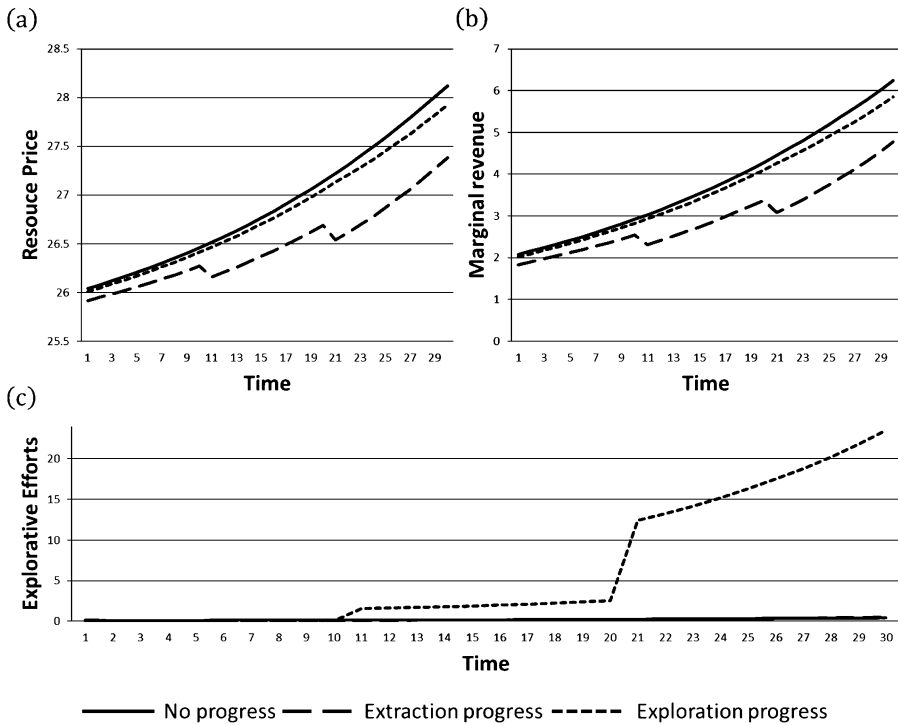 (a)
28.5
28
27.5
27
26.5
26
25.5
Resouce Price
1 3 5 7 9 11 13 15 17 19 21 23 25 27 29
Time
(b)
7
6
5
4
3
2
1
0
Marginal revenue
1 3 5 7 9 11 13 15 17 19 21 23 25 27 29
Time
(c)
20
15
10
5
0
Explorative Efforts
1 2 3 4 5 6 7 8 9 10 11 12 13 14 15 16 17 18 19 20 21 22 23 24 25 26 27 28 29 30
Time
No progress Extraction progress Exploration progress